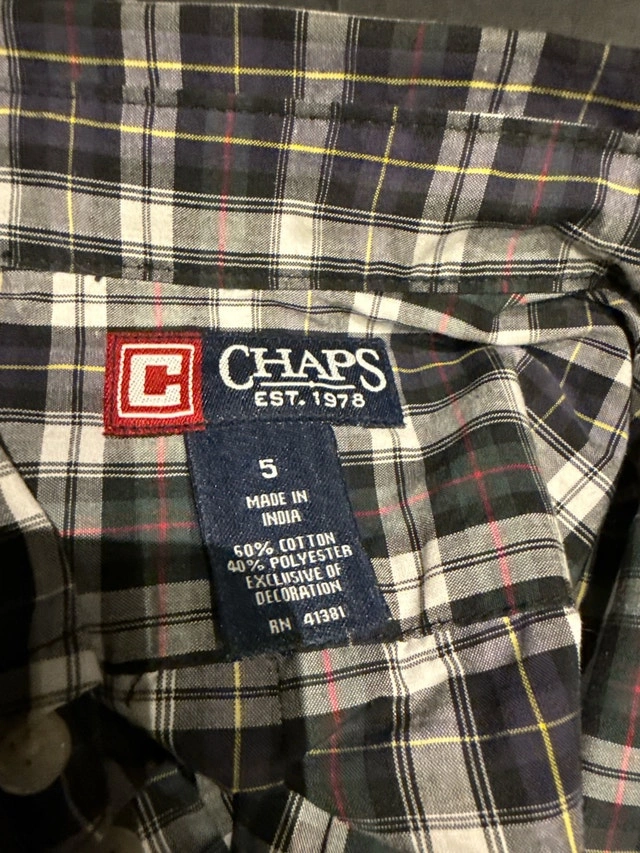 C CHAPS
EST. 1978
5
MADE IN
INDIA
60% COTTON
40% POLYESTER
EXCLUSIVE OF
DECORATION
RN 41381